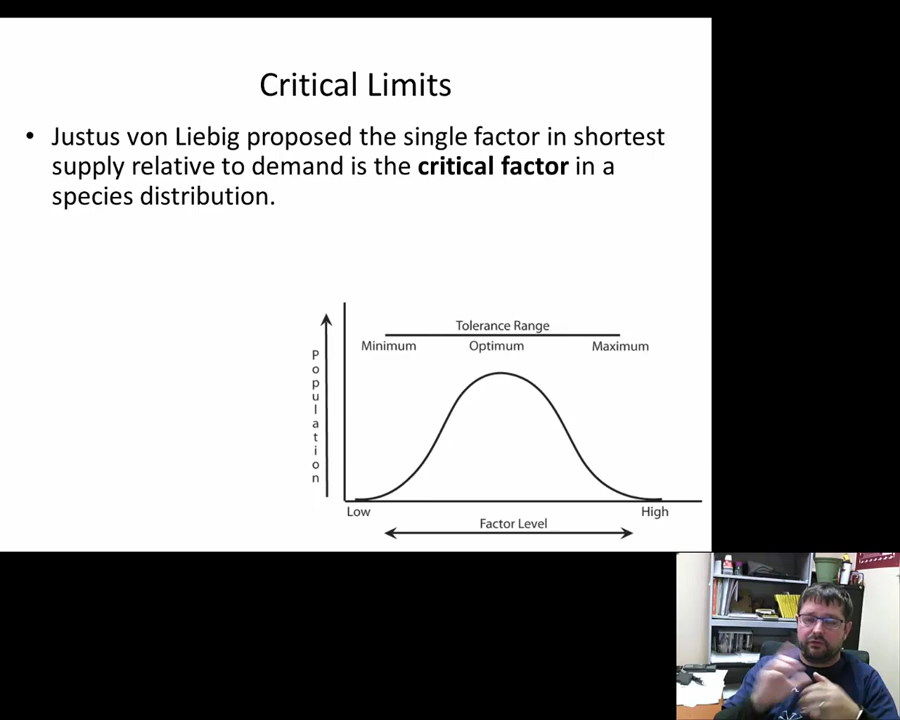 Critical Limits
• Justus von Liebig proposed the single factor in shortest
supply relative to demand is the critical factor in a
species distribution.
Tolerance Range
Minimum Optimum Maximum
Population
Low High
Factor Level